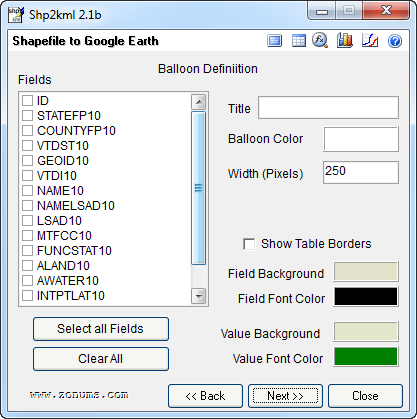 Shp2kml 2.1b
Shapefile to Google Earth
Balloon Definiition
Fields
ID
STATEFP10
COUNTYFP10
VTDST10
GEOID10
VTDI10
NAME10
NAMELSAD10
LSAD10
MTFCC10
FUNCSTAT10
ALAND10
AWATER10
INTPTLAT10
Title
Balloon Color
Width (Pixels) 250
Show Table Borders
Field Background
Field Font Color
Value Background
Value Font Color
Select all Fields
Clear All
www.zonums.com
<< Back Next >> Close